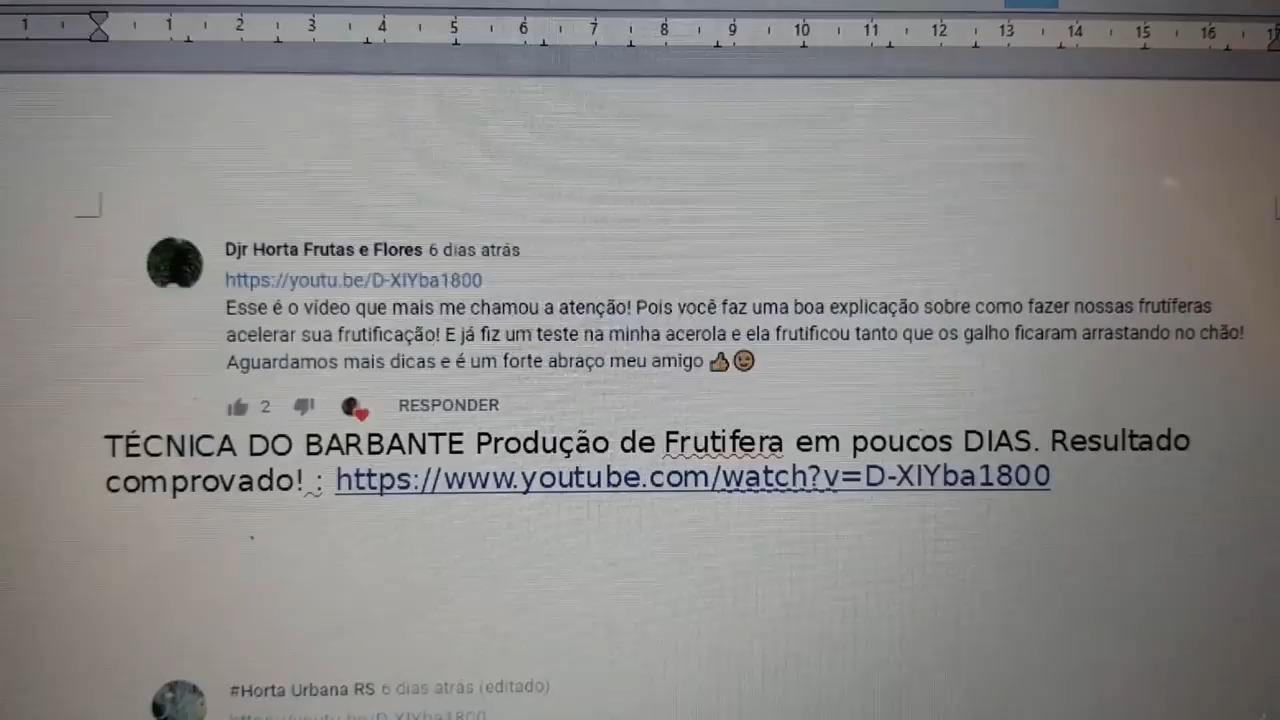 1 1 2 3 4 5 6 7 8 9 10 11 12 13 14 15 16
Djr Horta Frutas e Flores 6 dias atrás
https://youtu.be/D-XIYba1800
Esse é o vídeo que mais me chamou a atenção! Pois você faz uma boa explicação sobre como fazer nossas frutíferas
acelerar sua frutificação! E já fiz um teste na minha acerola e ela frutificou tanto que os galho ficaram arrastando no chão!
Aguardamos mais dicas e é um forte abraço meu amigo 👍😉
2 RESPONDER
TÉCNICA DO BARBANTE Produção de Frutifera em poucos DIAS. Resultado
comprovado! : https://www.youtube.com/watch?v=D-XIYba1800
#Horta Urbana RS 6 dias atrás (editado)
https://youtu.be/D-XIYba1800